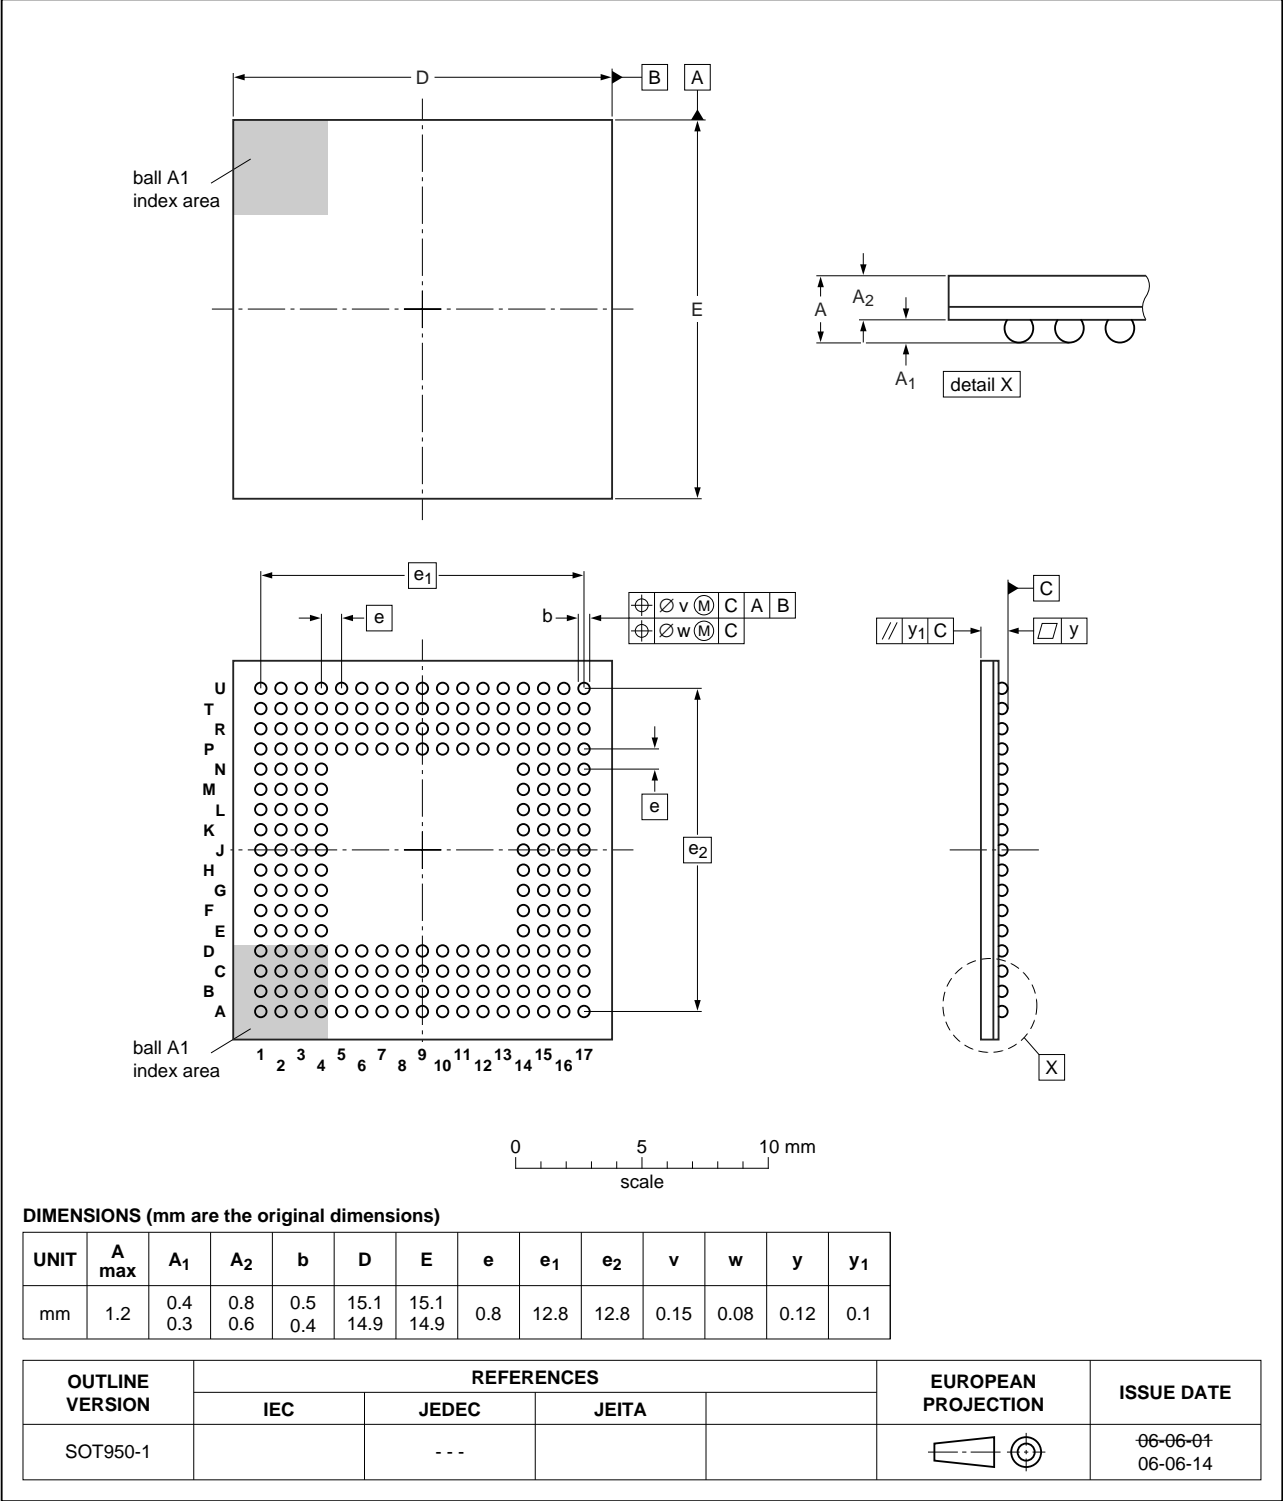 D
B
A
ball A1
index area
E
A
A2
A1
detail X
e1
e
b
⌖ ∅ v Ⓜ C A B
⌖ ∅ w Ⓜ C
C
// y1 C
▱ y
U
T
R
P
N
M
L
K
J
H
G
F
E
D
C
B
A
e
e2
ball A1
index area
1 2 3 4 5 6 7 8 9 10 11 12 13 14 15 16 17
X
0 5 10 mm
scale
DIMENSIONS (mm are the original dimensions)
UNIT A max A1 A2 b D E e e1 e2 v w y y1
mm 1.2 0.4 0.3 0.8 0.6 0.5 0.4 15.1 14.9 15.1 14.9 0.8 12.8 12.8 0.15 0.08 0.12 0.1
OUTLINE VERSION REFERENCES EUROPEAN PROJECTION ISSUE DATE
IEC JEDEC JEITA
SOT950-1 - - - 06-06-01
06-06-14